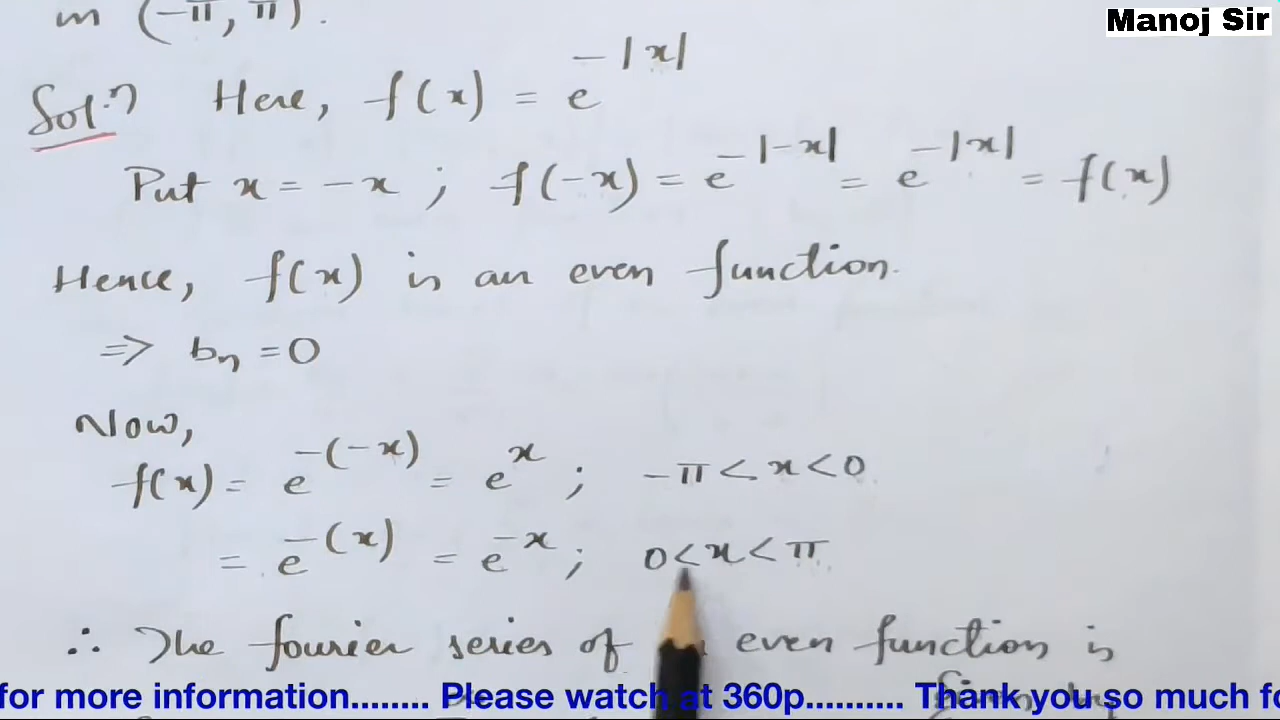 in (-π, π).
Manoj Sir
Solⁿ Here, f(x) = e^{-|x|}
Put x = -x ; f(-x) = e^{-|-x|} = e^{-|x|} = f(x)
Hence, f(x) is an even function.
⇒ bₙ = 0
Now,
f(x) = e^{-(-x)} = e^{x} ; -π < x < 0
= e^{-(x)} = e^{-x} ; 0 < x < π
∴ The fourier series of even function is
for more information........ Please watch at 360p.......... Thank you so much fo